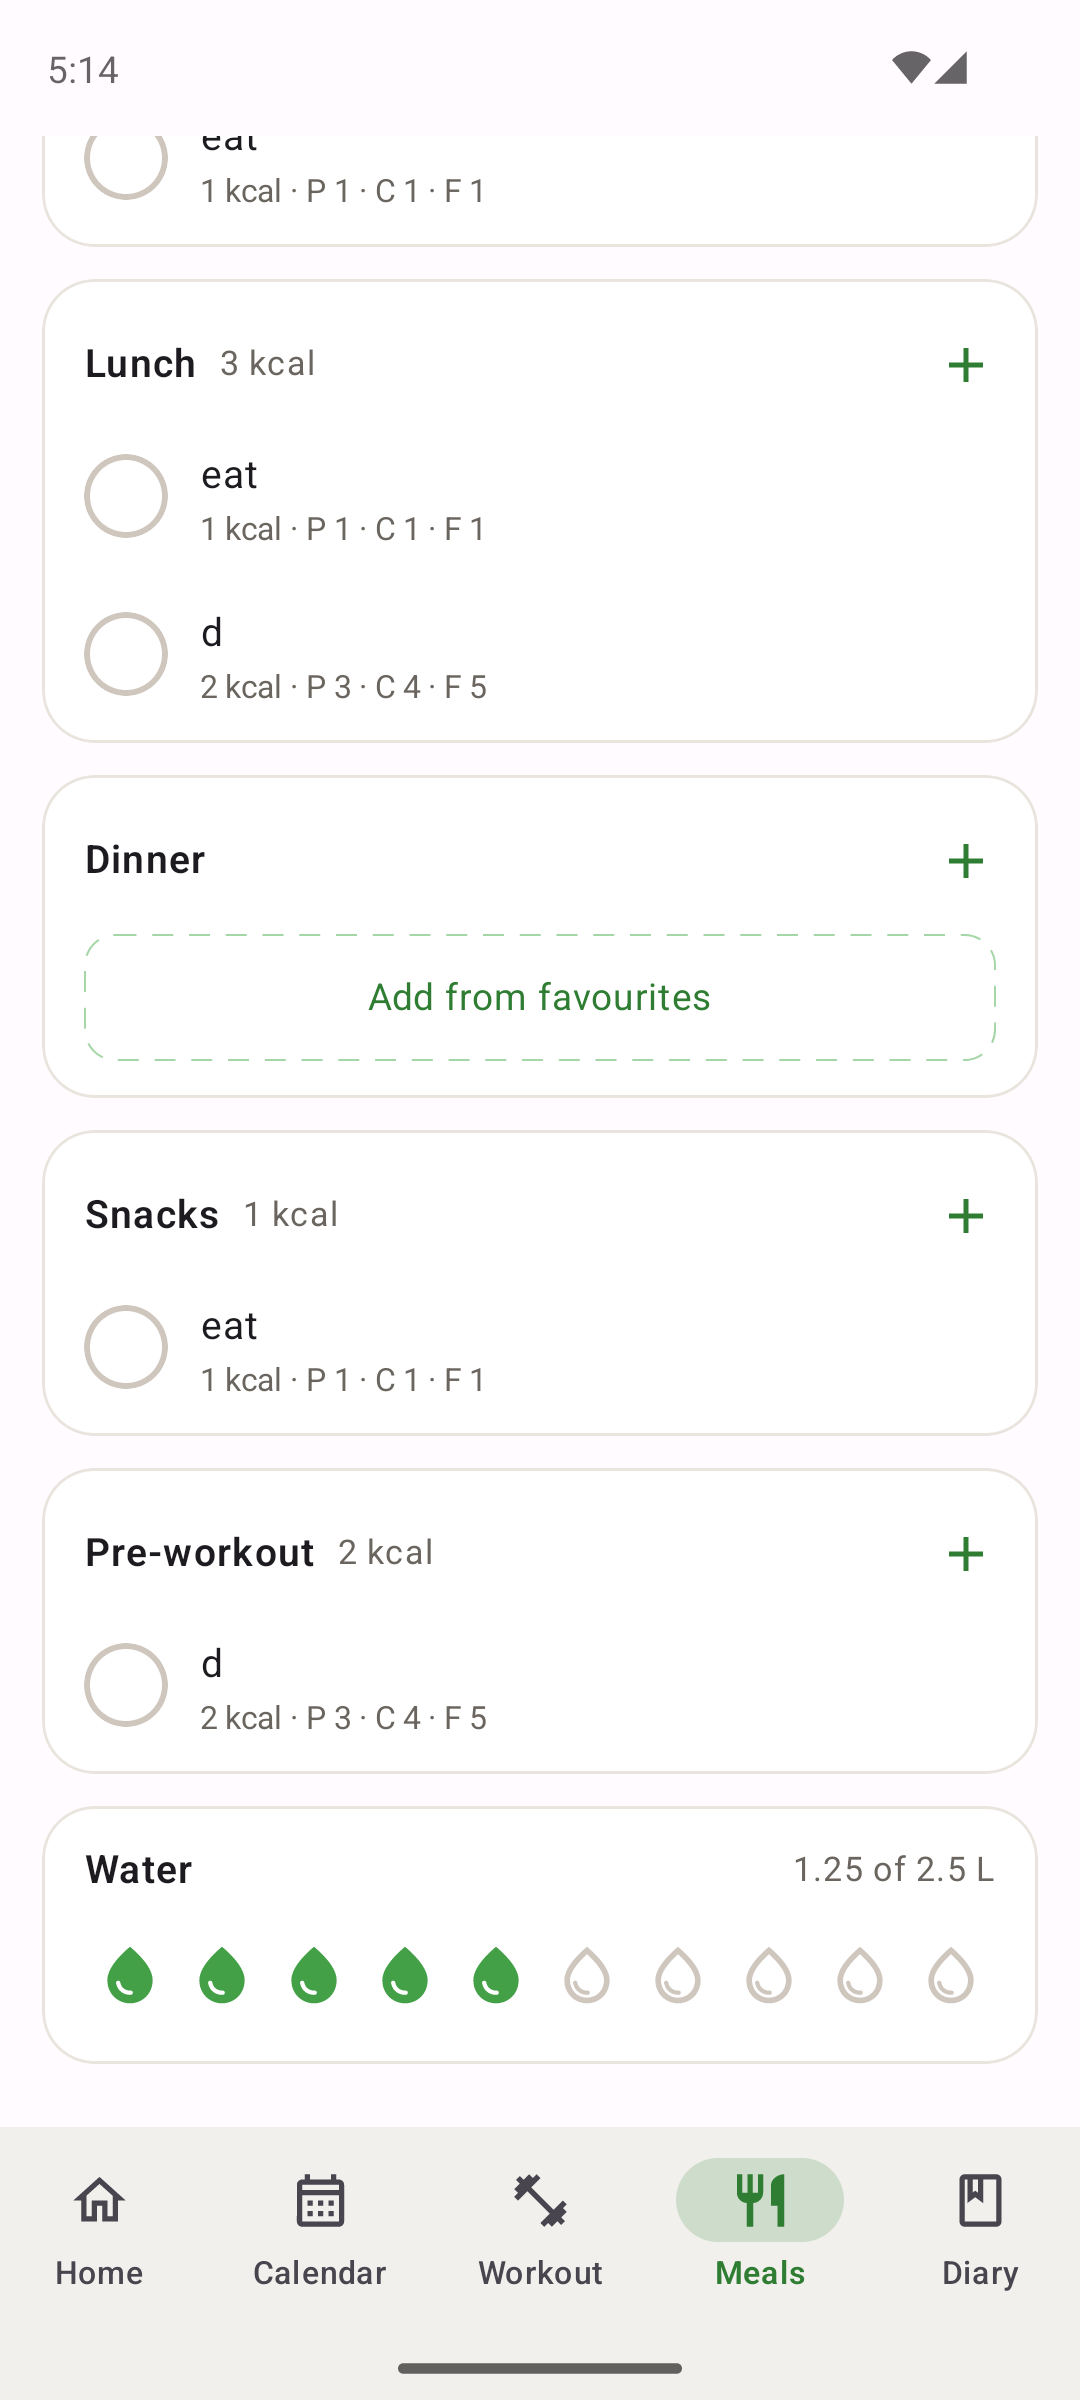 5:14
eat
1 kcal · P 1 · C 1 · F 1
Lunch 3 kcal
eat
1 kcal · P 1 · C 1 · F 1
d
2 kcal · P 3 · C 4 · F 5
Dinner
Add from favourites
Snacks 1 kcal
eat
1 kcal · P 1 · C 1 · F 1
Pre-workout 2 kcal
d
2 kcal · P 3 · C 4 · F 5
Water 1.25 of 2.5 L
Home Calendar Workout Meals Diary